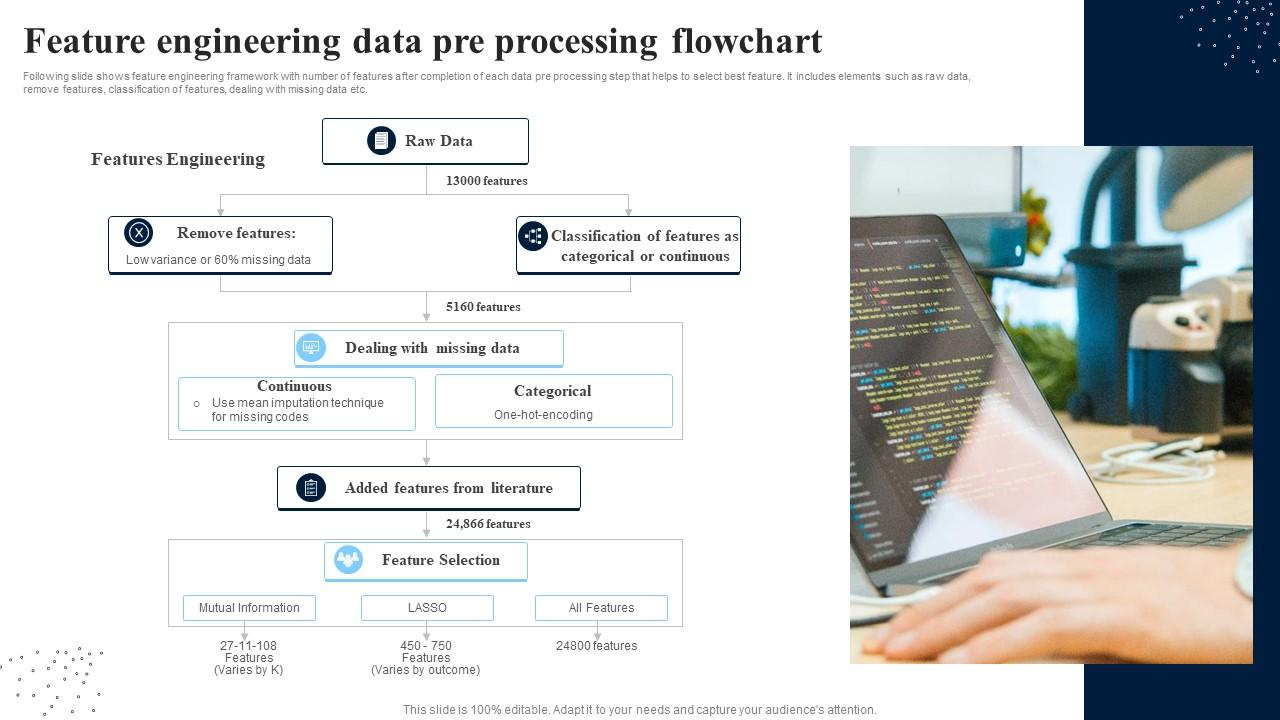 Feature engineering data pre processing flowchart
Following slide shows feature engineering framework with number of features after completion of each data pre processing step that helps to select best feature. It includes elements such as raw data,
remove features, classification of features, dealing with missing data etc.
Features Engineering
Raw Data
13000 features
Remove features:
Low variance or 60% missing data
Classification of features as
categorical or continuous
5160 features
Dealing with missing data
Continuous
o Use mean imputation technique
for missing codes
Categorical
One-hot-encoding
Added features from literature
24,866 features
Feature Selection
Mutual Information
LASSO
All Features
27-11-108
Features
(Varies by K)
450 - 750
Features
(Varies by outcome)
24800 features
This slide is 100% editable. Adapt it to your needs and capture your audience's attention.